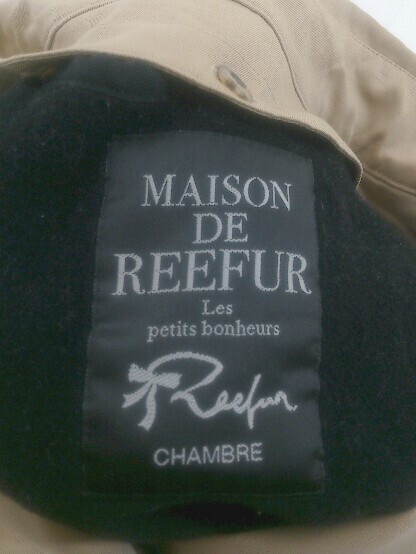 MAISON
DE
REEFUR
Les
petits bonheurs
Reefur
CHAMBRE